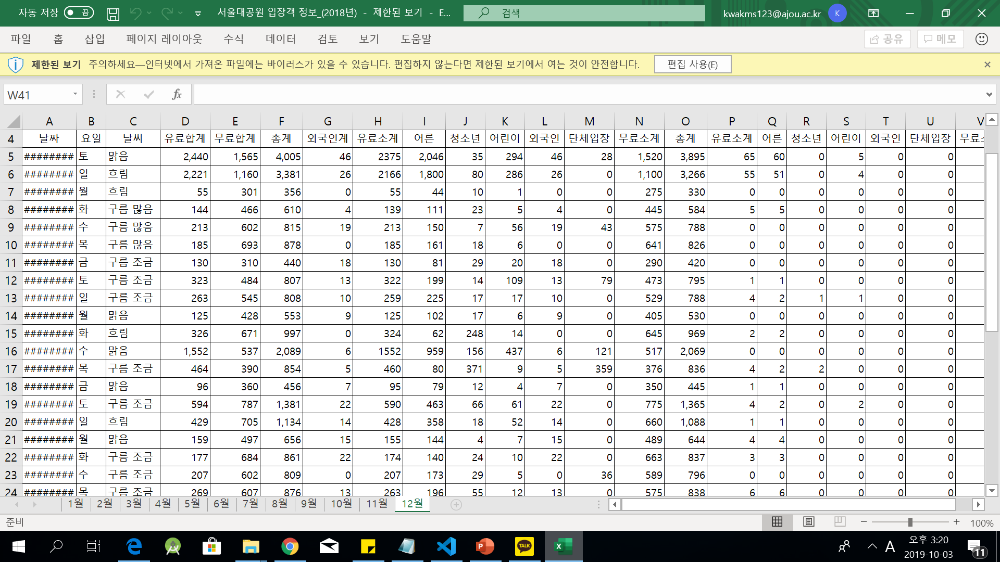 자동 저장 끔 서울대공원 입장객 정보_(2018년) - 제한된 보기 - E... 검색 kwakms123@ajou.ac.kr K
파일 홈 삽입 페이지 레이아웃 수식 데이터 검토 보기 도움말 공유 메모
제한된 보기 주의하세요—인터넷에서 가져온 파일에는 바이러스가 있을 수 있습니다. 편집하지 않는다면 제한된 보기에서 여는 것이 안전합니다. 편집 사용(E)
W41 fx
A B C D E F G H I J K L M N O P Q R S T U V
4 날짜 요일 날씨 유료합계 무료합계 총계 외국인계 유료소계 어른 청소년 어린이 외국인 단체입장 무료소계 총계 유료소계 어른 청소년 어린이 외국인 단체입장 무료소
5 ######## 토 맑음 2,440 1,565 4,005 46 2375 2,046 35 294 46 28 1,520 3,895 65 60 0 5 0 0
6 ######## 일 흐림 2,221 1,160 3,381 26 2166 1,800 80 286 26 0 1,100 3,266 55 51 0 4 0 0
7 ######## 월 흐림 55 301 356 0 55 44 10 1 0 0 275 330 0 0 0 0 0 0
8 ######## 화 구름 많음 144 466 610 4 139 111 23 5 4 0 445 584 5 5 0 0 0 0
9 ######## 수 구름 많음 213 602 815 19 213 150 7 56 19 43 575 788 0 0 0 0 0 0
10 ######## 목 구름 많음 185 693 878 0 185 161 18 6 0 0 641 826 0 0 0 0 0 0
11 ######## 금 구름 조금 130 310 440 18 130 81 29 20 18 0 290 420 0 0 0 0 0 0
12 ######## 토 구름 조금 323 484 807 13 322 199 14 109 13 79 473 795 1 1 0 0 0 0
13 ######## 일 구름 조금 263 545 808 10 259 225 17 17 10 0 529 788 4 2 1 1 0 0
14 ######## 월 맑음 125 428 553 9 125 102 17 6 9 0 405 530 0 0 0 0 0 0
15 ######## 화 흐림 326 671 997 0 324 62 248 14 0 0 645 969 2 2 0 0 0 0
16 ######## 수 맑음 1,552 537 2,089 6 1552 959 156 437 6 121 517 2,069 0 0 0 0 0 0
17 ######## 목 구름 조금 464 390 854 5 460 80 371 9 5 359 376 836 4 2 2 0 0 0
18 ######## 금 맑음 96 360 456 7 95 79 12 4 7 0 350 445 1 1 0 0 0 0
19 ######## 토 구름 조금 594 787 1,381 22 590 463 66 61 22 0 775 1,365 4 2 0 2 0 0
20 ######## 일 흐림 429 705 1,134 14 428 358 18 52 14 0 660 1,088 1 1 0 0 0 0
21 ######## 월 맑음 159 497 656 15 155 144 4 7 15 0 489 644 4 4 0 0 0 0
22 ######## 화 구름 조금 177 684 861 22 174 140 24 10 22 0 663 837 3 3 0 0 0 0
23 ######## 수 구름 조금 207 602 809 0 207 173 29 5 0 36 589 796 0 0 0 0 0 0
24 ######## 목 구름 조금 269 607 876 13 263 196 55 12 13 0 575 838 6 6 0 0 0 0
1월 2월 3월 4월 5월 6월 7월 8월 9월 10월 11월 12월
준비 100%
TALK A 오후 3:20
2019-10-03 11